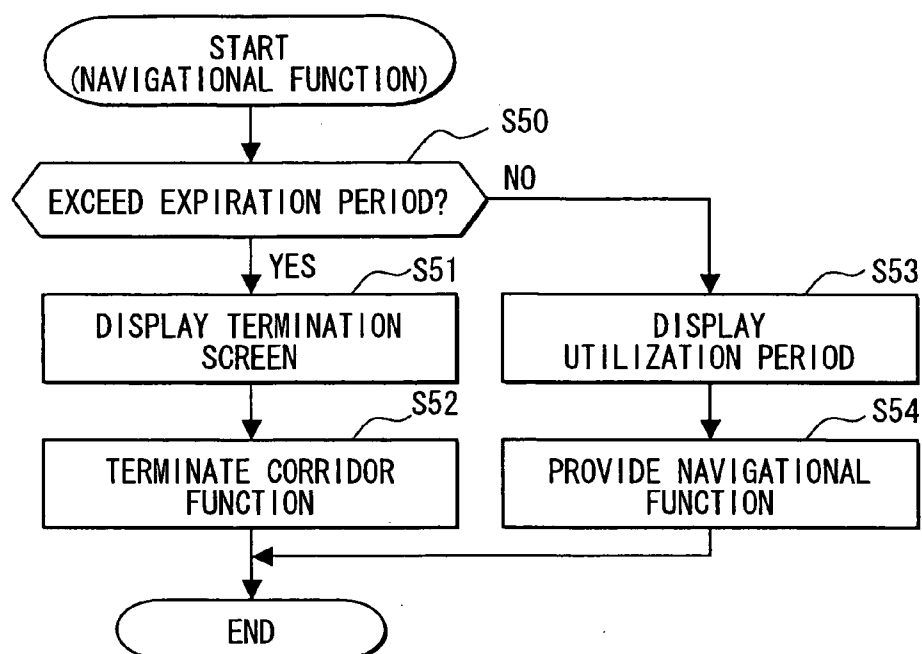 START
(NAVIGATIONAL FUNCTION)
S50
EXCEED EXPIRATION PERIOD?
NO
YES
S51
DISPLAY TERMINATION
SCREEN
S52
TERMINATE CORRIDOR
FUNCTION
S53
DISPLAY
UTILIZATION PERIOD
S54
PROVIDE NAVIGATIONAL
FUNCTION
END